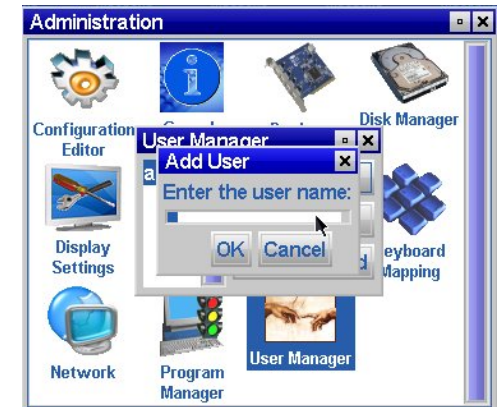 Administration
Disk Manager
Configuration
Editor
User Manager
Add User
Enter the user name:
OK Cancel
Display
Settings
Mapping
Network
Program
Manager
User Manager